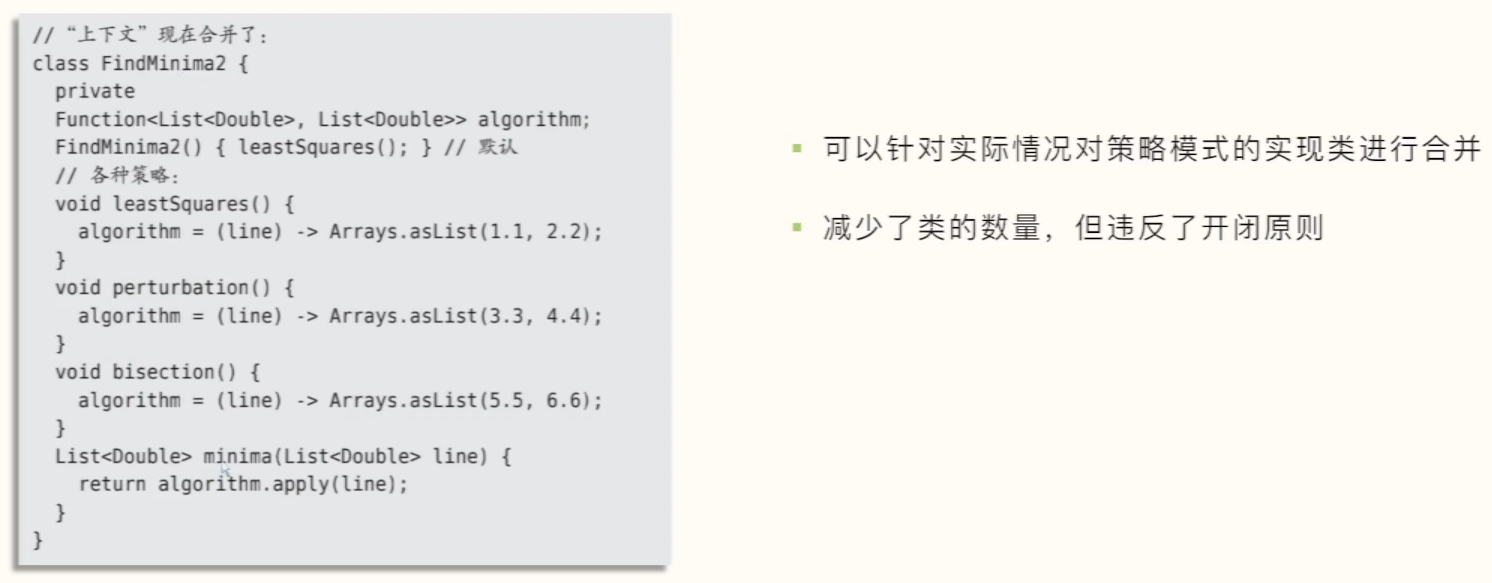 // “上下文”现在合并了:
class FindMinima2 {
  private
  Function<List<Double>, List<Double>> algorithm;
  FindMinima2() { leastSquares(); } // 默认
  // 各种策略:
  void leastSquares() {
    algorithm = (line) -> Arrays.asList(1.1, 2.2);
  }
  void perturbation() {
    algorithm = (line) -> Arrays.asList(3.3, 4.4);
  }
  void bisection() {
    algorithm = (line) -> Arrays.asList(5.5, 6.6);
  }
  List<Double> minima(List<Double> line) {
    return algorithm.apply(line);
  }
}
▪ 可以针对实际情况对策略模式的实现类进行合并
▪ 减少了类的数量，但违反了开闭原则